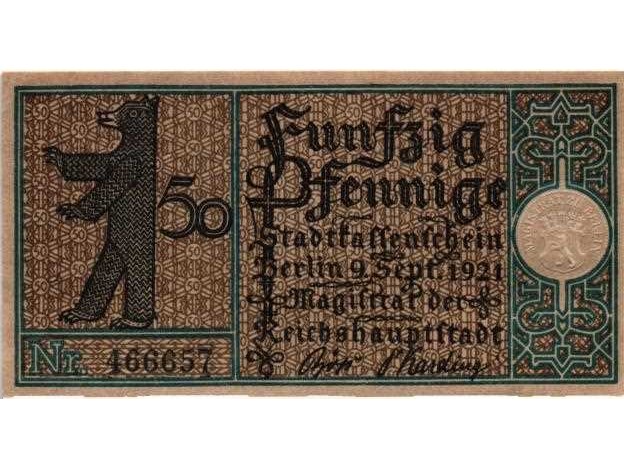 50
Fünfzig
Pfennige
Stadtkassenschein
Berlin 9. Sept. 1921
Magistrat der
Reichshauptstadt
Nr. 466657